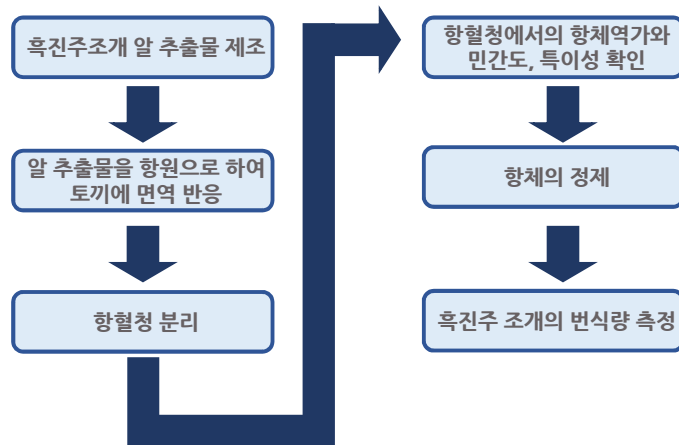 흑진주조개 알 추출물 제조
알 추출물을 항원으로 하여
토끼에 면역 반응
항혈청 분리
항혈청에서의 항체역가와
민간도, 특이성 확인
항체의 정제
흑진주 조개의 번식량 측정